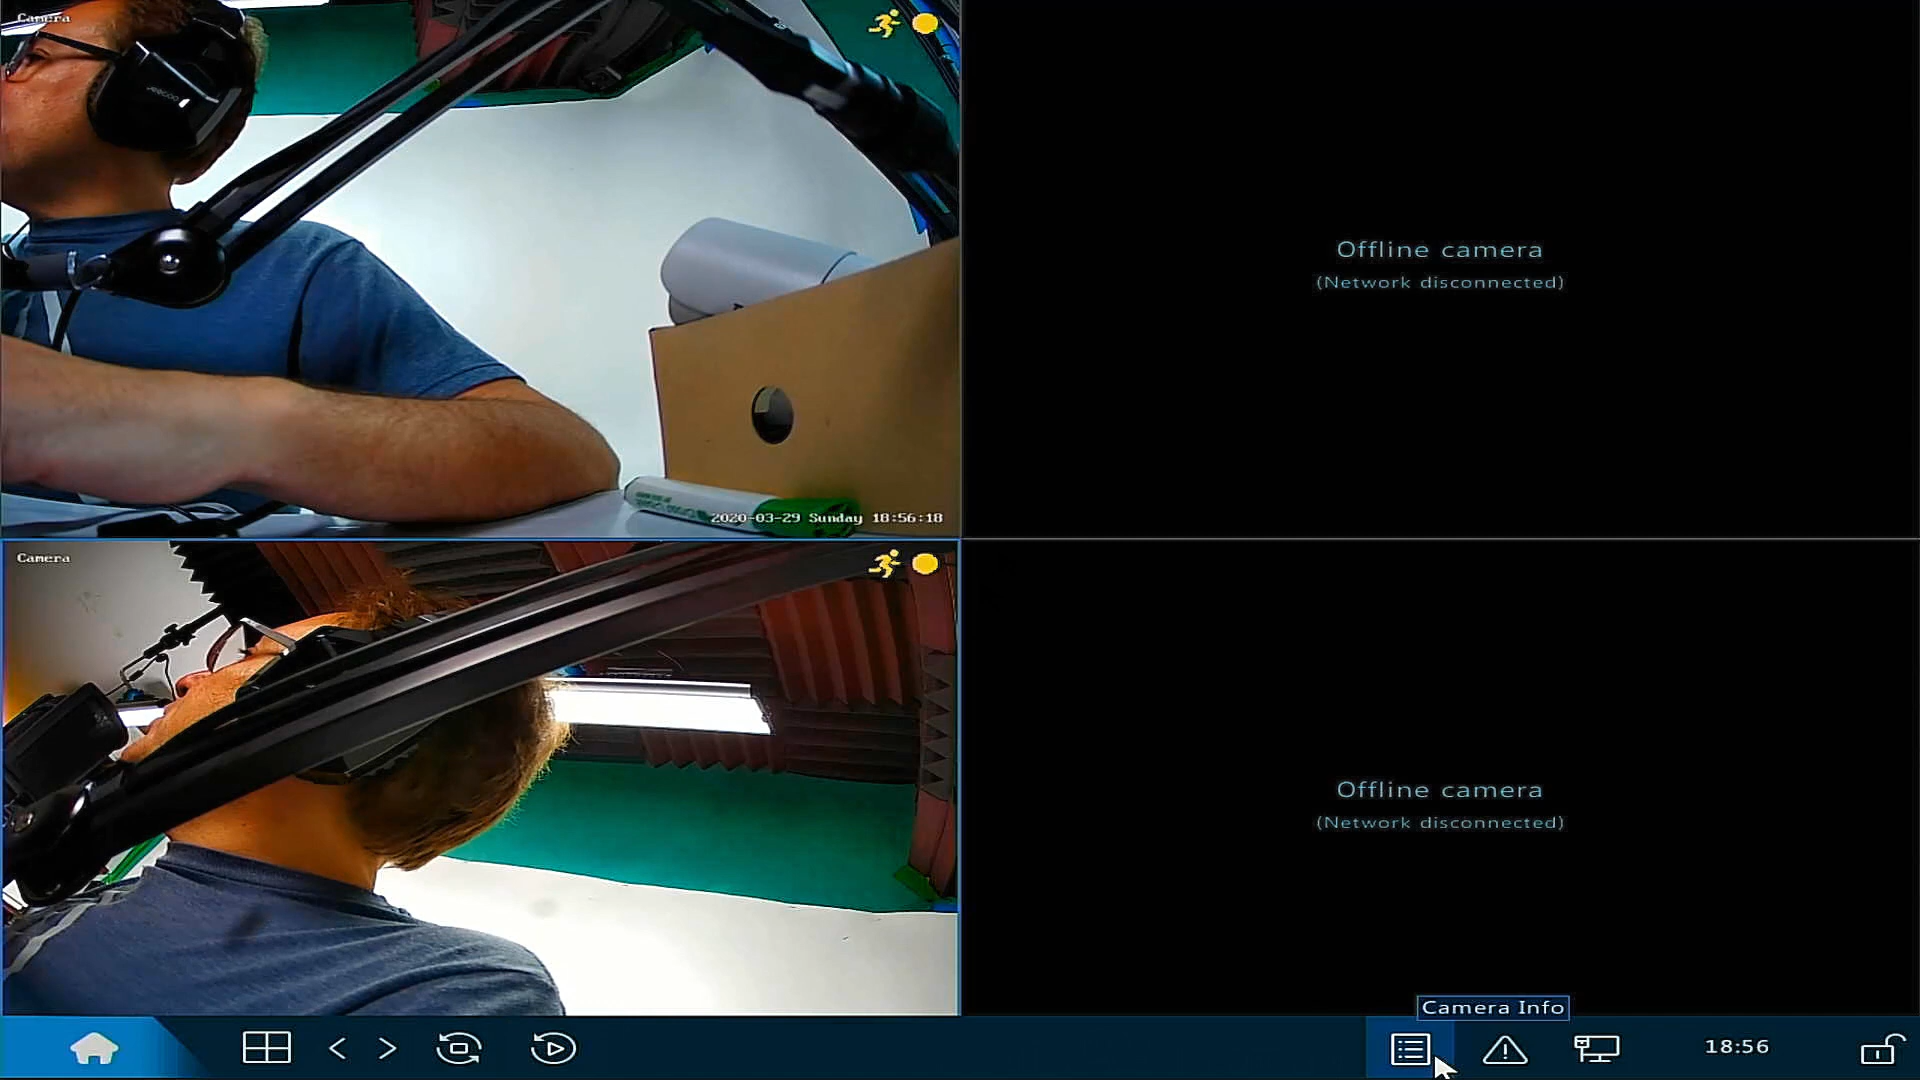 Camera
2020-03-29 Sunday 18:56:18
Offline camera
(Network disconnected)
Camera
Offline camera
(Network disconnected)
Camera Info
18:56